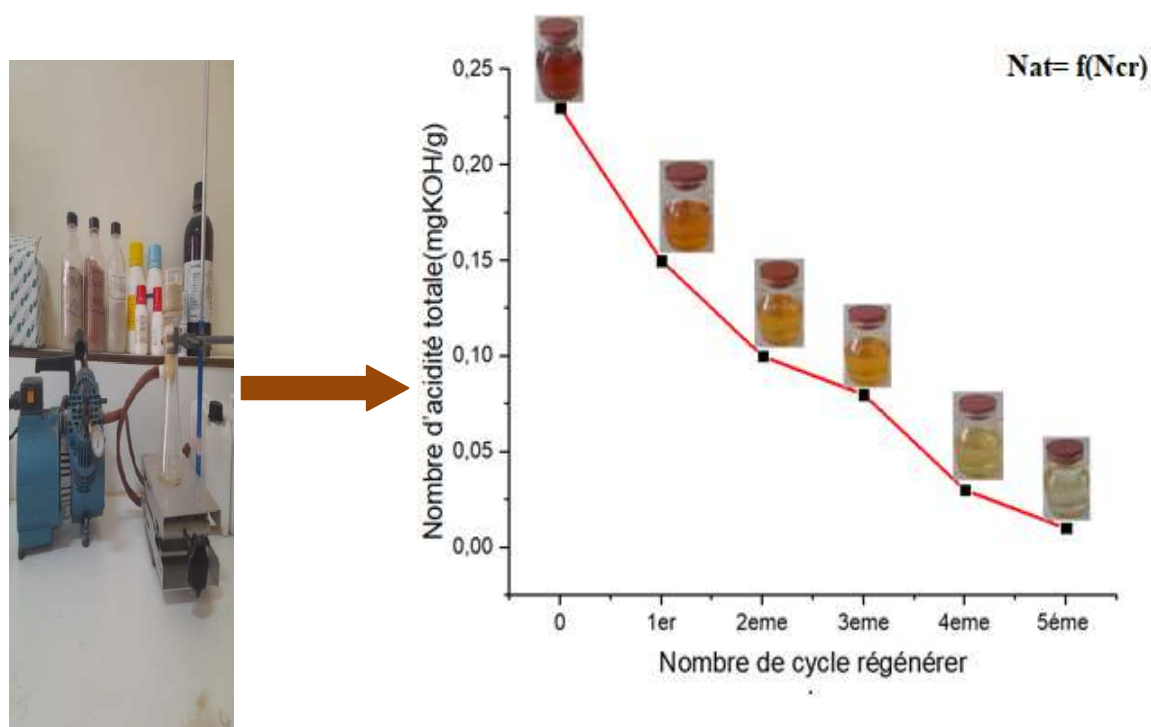 Nat= f(Ncr)
Nombre d'acidité totale(mgKOH/g)
0,25
0,20
0,15
0,10
0,05
0,00
0
1er
2eme
3eme
4eme
5éme
Nombre de cycle régénérer